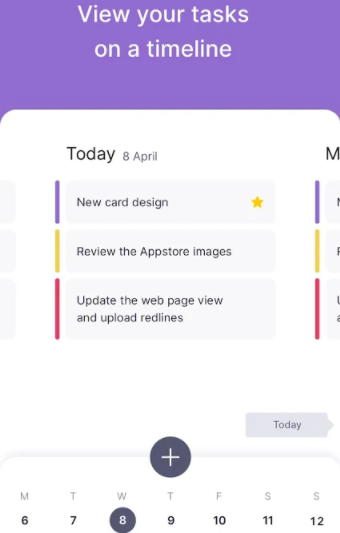 View your tasks
on a timeline
Today 8 April
New card design
Review the Appstore images
Update the web page view
and upload redlines
Today
M T W T F S S
6 7 8 9 10 11 12